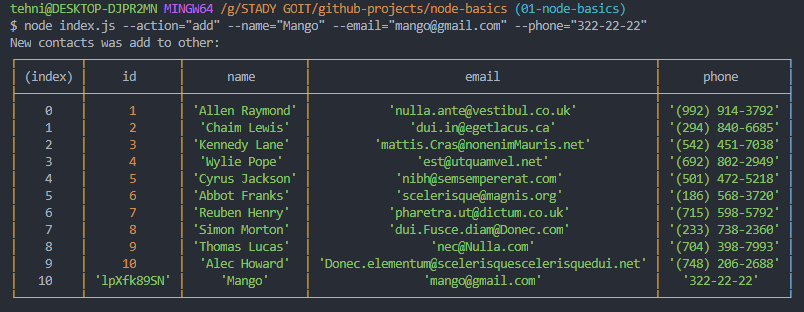 tehni@DESKTOP-DJPR2MN MINGW64 /g/STADY GOIT/github-projects/node-basics (01-node-basics)
$ node index.js --action="add" --name="Mango" --email="mango@gmail.com" --phone="322-22-22"
New contacts was add to other:
(index) id name email phone
0 1 'Allen Raymond' 'nulla.ante@vestibul.co.uk' '(992) 914-3792'
1 2 'Chaim Lewis' 'dui.in@egetlacus.ca' '(294) 840-6685'
2 3 'Kennedy Lane' 'mattis.Cras@nonenimMauris.net' '(542) 451-7038'
3 4 'Wylie Pope' 'est@utquamvel.net' '(692) 802-2949'
4 5 'Cyrus Jackson' 'nibh@semsempererat.com' '(501) 472-5218'
5 6 'Abbot Franks' 'scelerisque@magnis.org' '(186) 568-3720'
6 7 'Reuben Henry' 'pharetra.ut@dictum.co.uk' '(715) 598-5792'
7 8 'Simon Morton' 'dui.Fusce.diam@Donec.com' '(233) 738-2360'
8 9 'Thomas Lucas' 'nec@Nulla.com' '(704) 398-7993'
9 10 'Alec Howard' 'Donec.elementum@scelerisquescelerisquedui.net' '(748) 206-2688'
10 'lpXfk89SN' 'Mango' 'mango@gmail.com' '322-22-22'